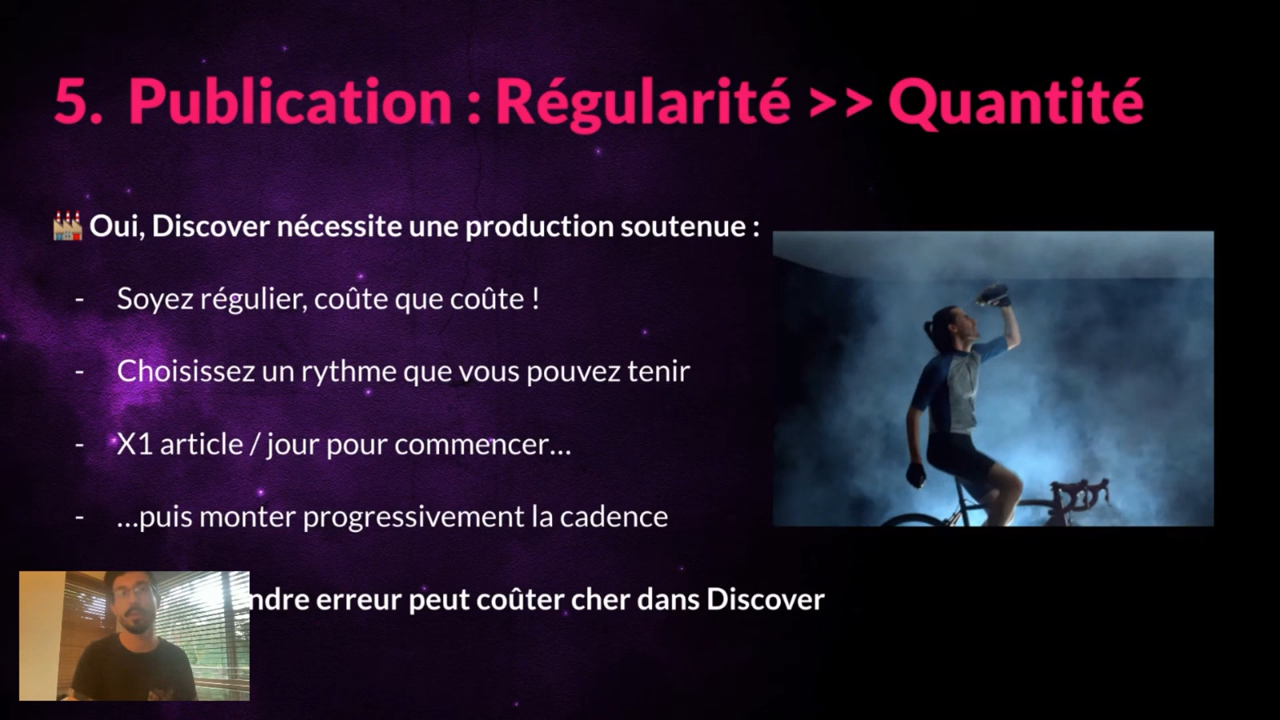 5. Publication : Régularité >> Quantité
🏭 Oui, Discover nécessite une production soutenue :
- Soyez régulier, coûte que coûte !
- Choisissez un rythme que vous pouvez tenir
- X1 article / jour pour commencer…
- …puis monter progressivement la cadence
erreur peut coûter cher dans Discover